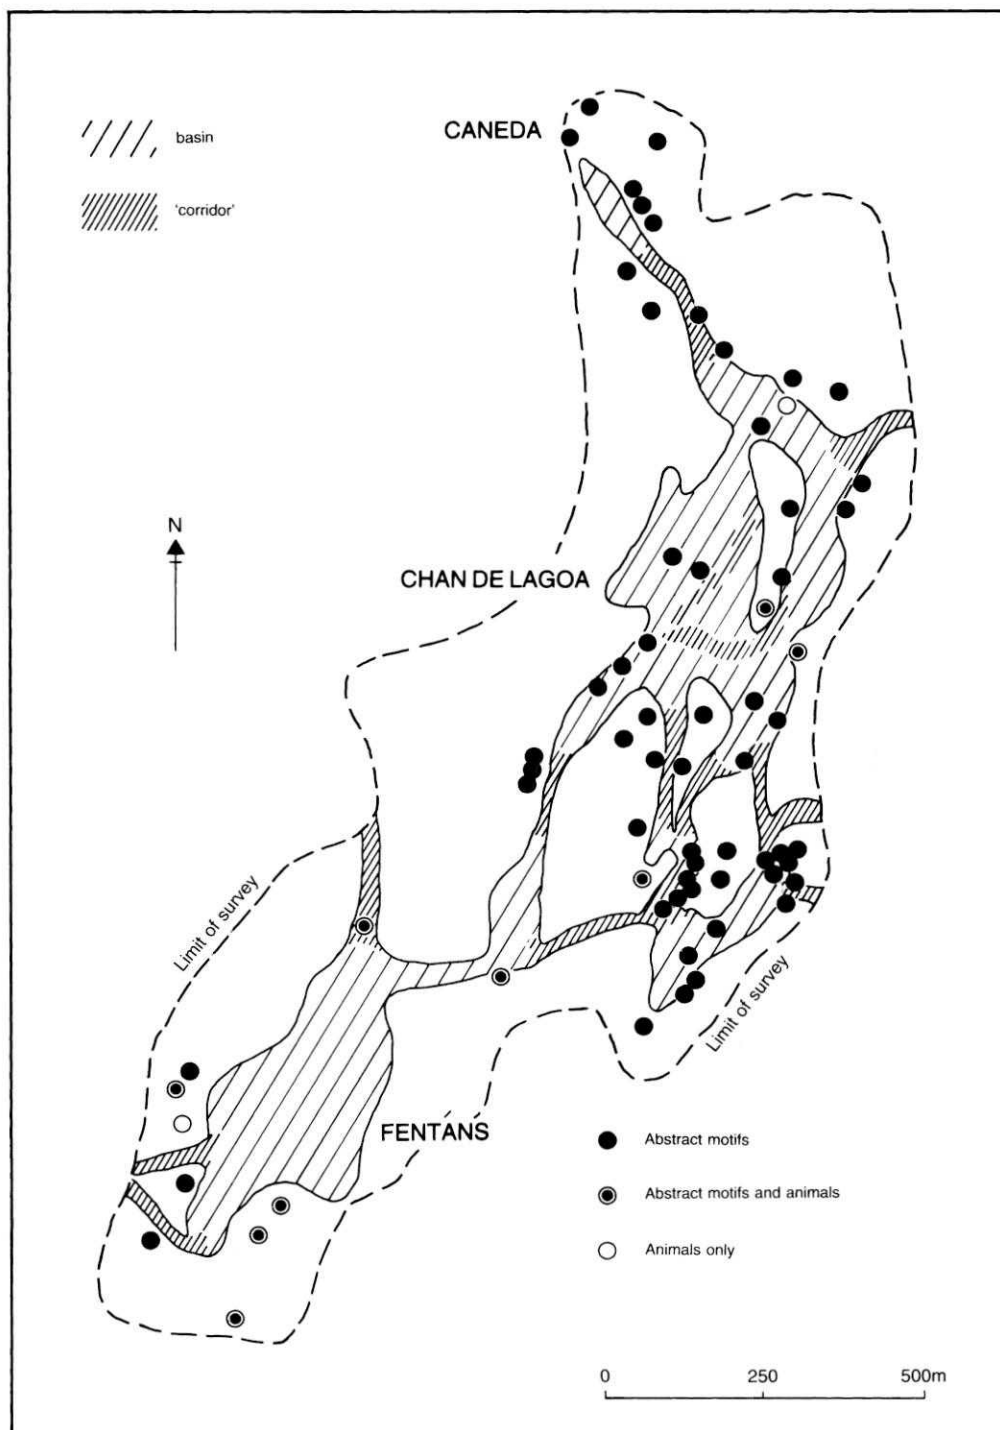 CANEDA
basin
'corridor'
N
CHAN DE LAGOA
Limit of survey
Limit of survey
FENTANS
Abstract motifs
Abstract motifs and animals
Animals only
0 250 500m